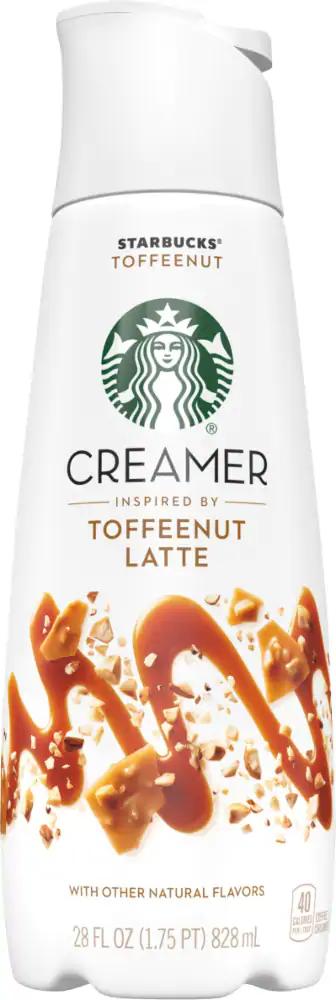 STARBUCKS®
TOFFEENUT
®
CREAMER
INSPIRED BY
TOFFEENUT
LATTE
WITH OTHER NATURAL FLAVORS
40
CALORIES
28 FL OZ (1.75 PT) 828 mL